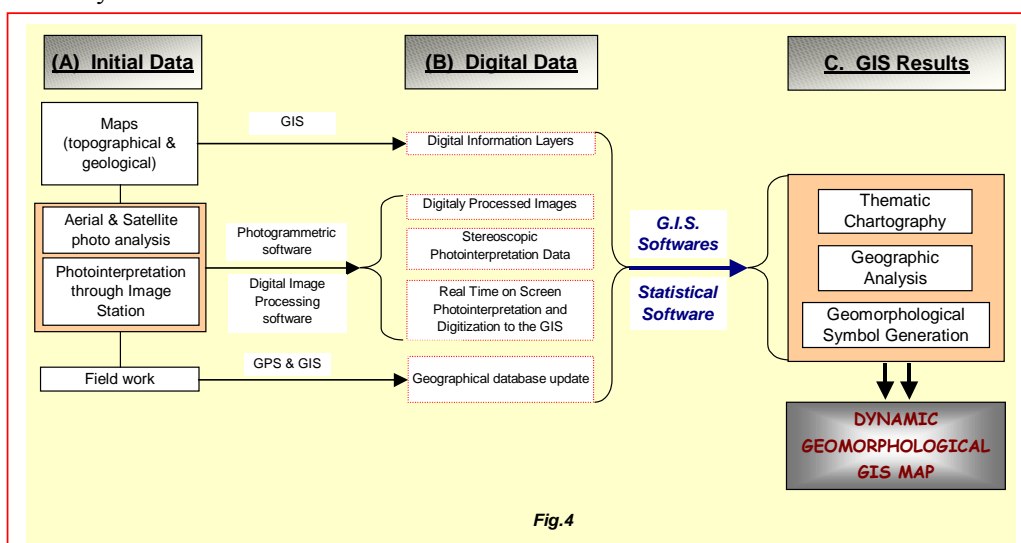 (A) Initial Data
(B) Digital Data
C. GIS Results
Maps
(topographical &
geological)
GIS
Digital Information Layers
Aerial & Satellite
photo analysis
Photointerpretation
through Image
Station
Photogrammetric
software
Digital Image
Processing
software
Digitaly Processed Images
Stereoscopic
Photointerpretation Data
Real Time on Screen
Photointerpretation and
Digitization to the GIS
Field work
GPS & GIS
Geographical database update
G.I.S.
Softwares
Statistical
Software
Thematic
Chartography
Geographic
Analysis
Geomorphological
Symbol Generation
DYNAMIC
GEOMORPHOLOGICAL
GIS MAP
Fig.4